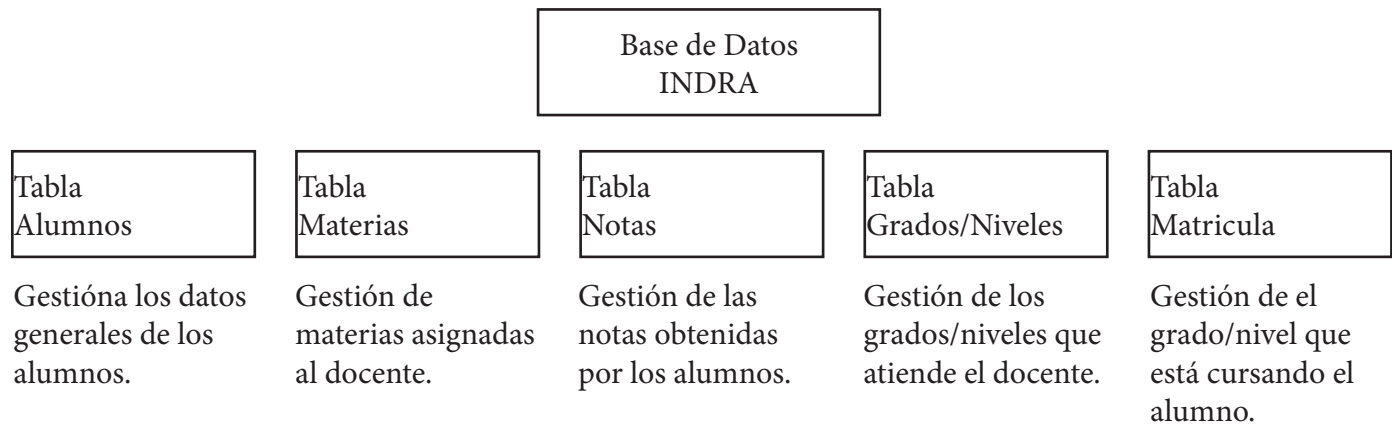 Base de Datos
INDRA
Tabla
Alumnos
Tabla
Materias
Tabla
Notas
Tabla
Grados/Niveles
Tabla
Matricula
Gestióna los datos
generales de los
alumnos.
Gestión de
materias asignadas
al docente.
Gestión de las
notas obtenidas
por los alumnos.
Gestión de los
grados/niveles que
atiende el docente.
Gestión de el
grado/nivel que
está cursando el
alumno.